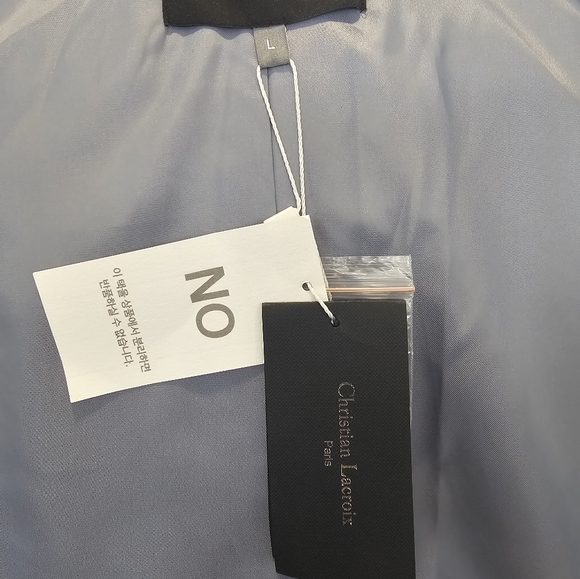 L
NO
이 택을 상품에서 분리하면
반품하실 수 없습니다.
Christian Lacroix
Paris